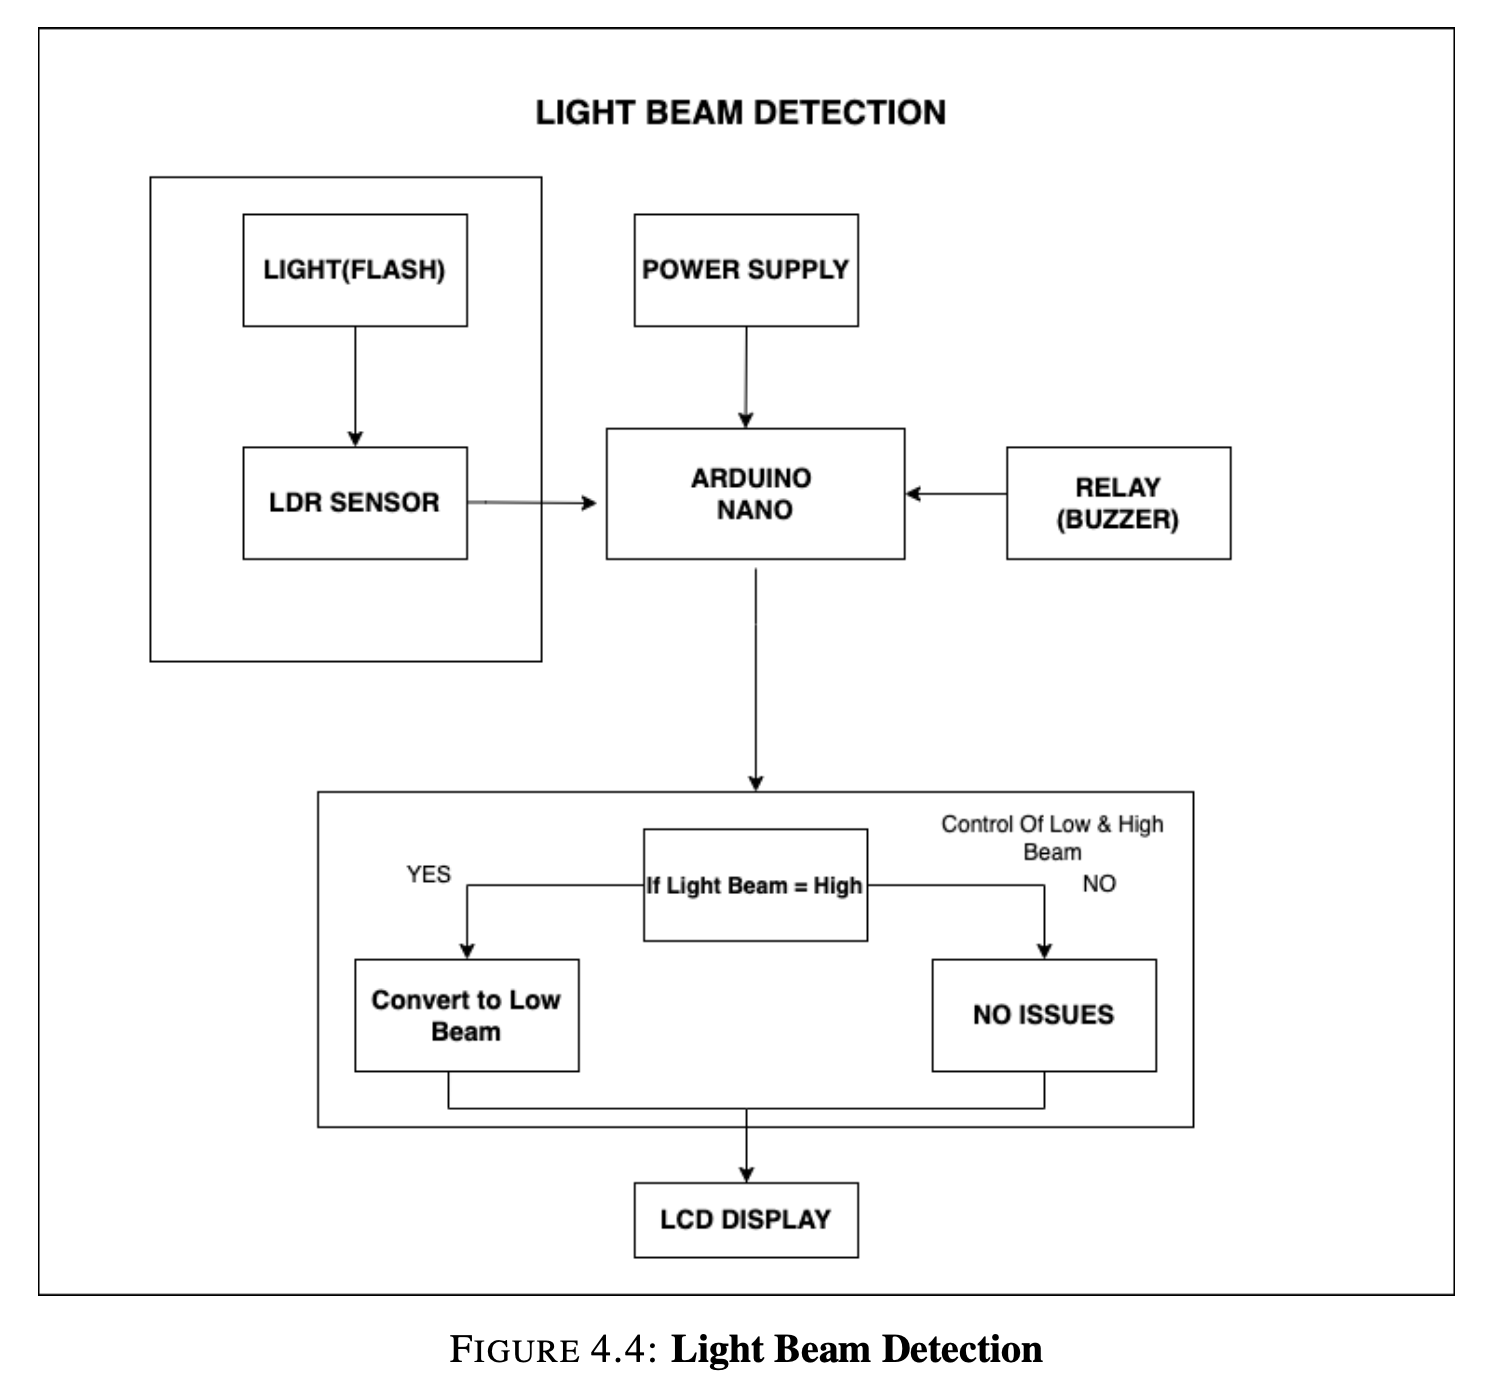 LIGHT BEAM DETECTION
LIGHT(FLASH)
POWER SUPPLY
LDR SENSOR
ARDUINO
NANO
RELAY
(BUZZER)
Control Of Low & High
Beam
YES
If Light Beam = High
NO
Convert to Low
Beam
NO ISSUES
LCD DISPLAY
FIGURE 4.4: Light Beam Detection